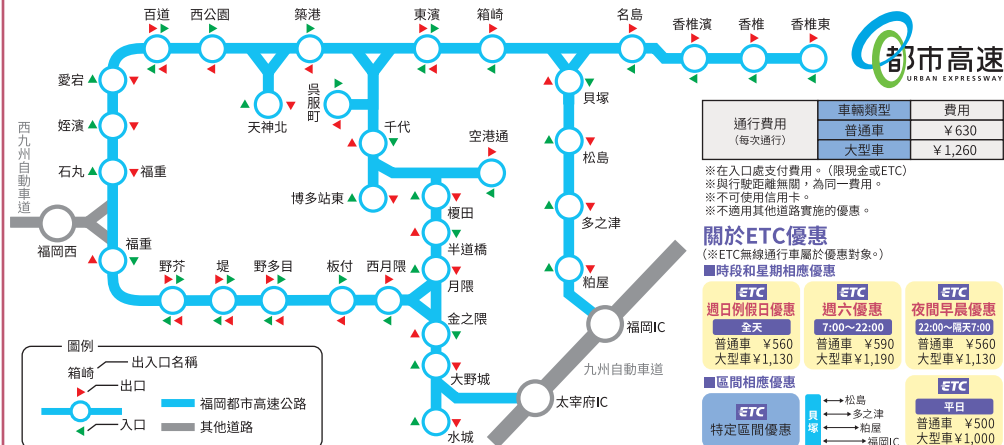 百道
西公園
築港
東濱
箱崎
名島
香椎濱
香椎
香椎東
都市高速
URBAN EXPRESSWAY
愛宕
呉服町
天神北
貝塚
姪濱
千代
空港通
松島
西九州自動車道
石丸
福重
博多站東
榎田
多之津
福岡西
福重
半道橋
野芥
堤
野多目
板付
西月隈
月隈
粕屋
金之隈
福岡IC
大野城
九州自動車道
太宰府IC
水城
圖例
出入口名稱
箱崎
出口
入口
福岡都市高速公路
其他道路
通行費用
(每次通行)
車輛類型 費用
普通車 ￥630
大型車 ￥1,260
※在入口處支付費用。（限現金或ETC）
※與行駛距離無關，為同一費用。
※不可使用信用卡。
※不適用其他道路實施的優惠。
關於ETC優惠
(※ETC無線通行車屬於優惠對象。)
■時段和星期相應優惠
ETC
週日例假日優惠
全天
普通車 ￥560
大型車￥1,130
ETC
週六優惠
7:00～22:00
普通車 ￥590
大型車￥1,190
ETC
夜間早晨優惠
22:00～隔天7:00
普通車 ￥560
大型車￥1,130
■區間相應優惠
ETC
特定區間優惠
貝塚
松島
多之津
粕屋
福岡IC
ETC
平日
普通車 ￥500
大型車￥1,000